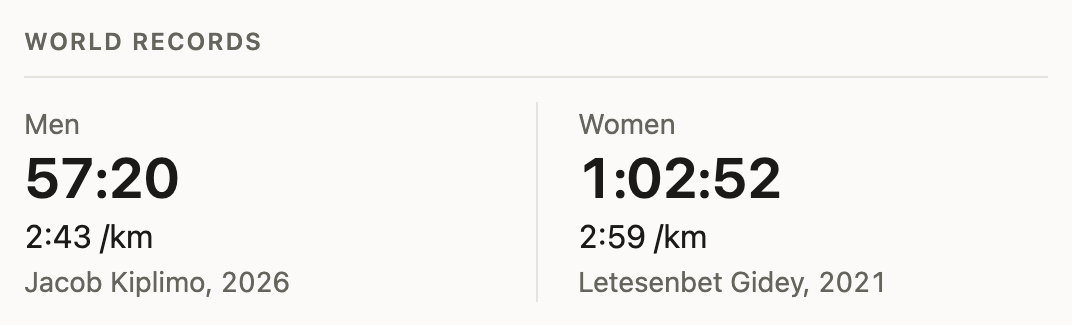 WORLD RECORDS
Men
57:20
2:43 /km
Jacob Kiplimo, 2026
Women
1:02:52
2:59 /km
Letesenbet Gidey, 2021